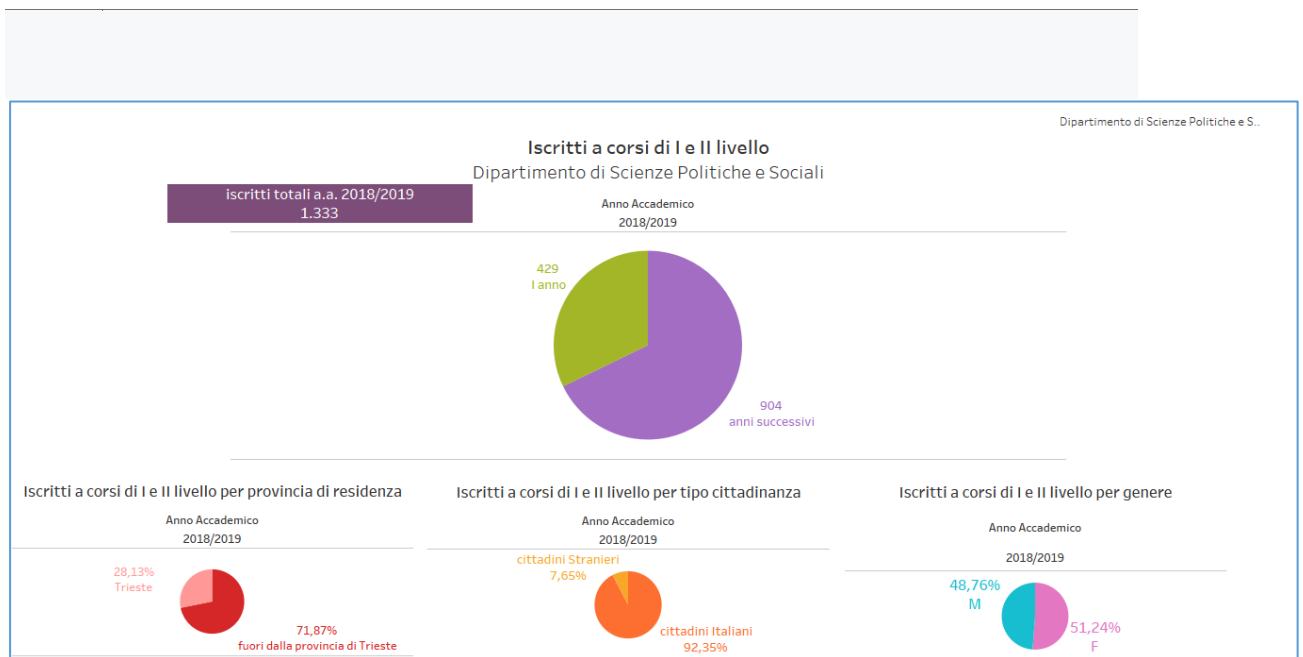 Dipartimento di Scienze Politiche e S..
Iscritti a corsi di I e II livello
Dipartimento di Scienze Politiche e Sociali
iscritti totali a.a. 2018/2019
1.333
Anno Accademico
2018/2019
429
I anno
904
anni successivi
Iscritti a corsi di I e II livello per provincia di residenza
Anno Accademico
2018/2019
28,13%
Trieste
71,87%
fuori dalla provincia di Trieste
Iscritti a corsi di I e II livello per tipo cittadinanza
Anno Accademico
2018/2019
cittadini Stranieri
7,65%
cittadini Italiani
92,35%
Iscritti a corsi di I e II livello per genere
Anno Accademico
2018/2019
48,76%
M
51,24%
F